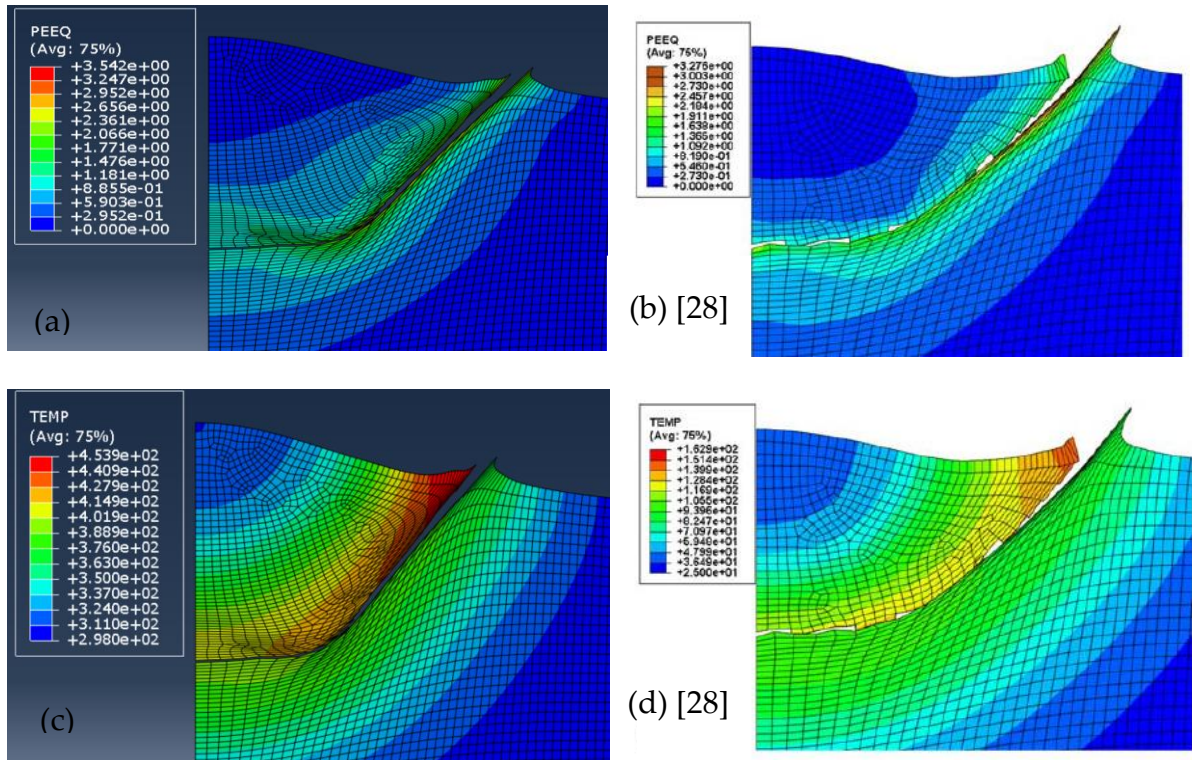 PEEQ
(Avg: 75%)
+3.542e+00
+3.247e+00
+2.952e+00
+2.656e+00
+2.361e+00
+2.066e+00
+1.771e+00
+1.476e+00
+1.181e+00
+8.855e-01
+5.903e-01
+2.952e-01
+0.000e+00
(a)
PEEQ
(Avg: 75%)
+3.276e+00
+3.003e+00
+2.730e+00
+2.457e+00
+2.184e+00
+1.911e+00
+1.638e+00
+1.365e+00
+1.092e+00
+8.190e-01
+5.460e-01
+2.730e-01
+0.000e+00
(b) [28]
TEMP
(Avg: 75%)
+4.539e+02
+4.409e+02
+4.279e+02
+4.149e+02
+4.019e+02
+3.889e+02
+3.760e+02
+3.630e+02
+3.500e+02
+3.370e+02
+3.240e+02
+3.110e+02
+2.980e+02
(c)
TEMP
(Avg: 75%)
+1.629e+02
+1.514e+02
+1.399e+02
+1.284e+02
+1.169e+02
+1.055e+02
+9.396e+01
+8.247e+01
+7.097e+01
+5.948e+01
+4.799e+01
+3.649e+01
+2.500e+01
(d) [28]